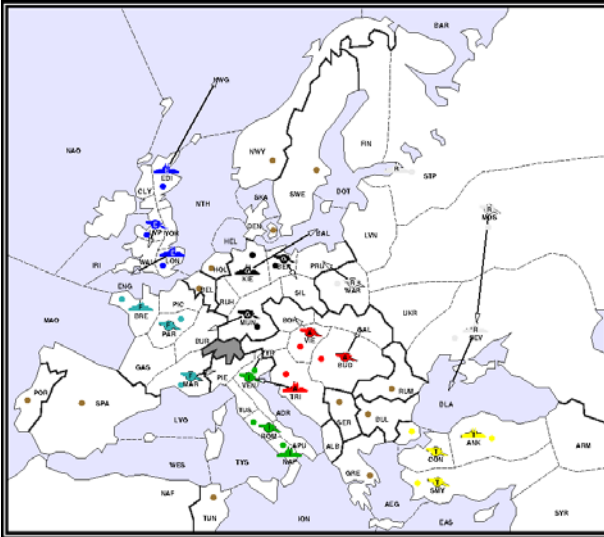 BAR
NWG
NAO
NWY
FIN
STP
R
EDI
CLY
NTH
SKA
SWE
BOT
R
MOS
DEN
LVN
YOR
HEL
BAL
IRI
WAL
LON
HOL
KIE
BER
PRU
R
WAR
ENG
BEL
RUH
SIL
UKR
MAO
F
BRE
PIC
MUN
BOH
GAL
R
SEV
F
PAR
BUR
VIE
BUD
GAS
F
MAR
PIE
VEN
TRI
RUM
BLA
POR
SPA
TUS
ADR
SER
BUL
ANK
ARM
LYO
ROM
APU
ALB
CON
WES
TYS
NAP
GRE
SMY
NAF
AEG
SYR
TUN
ION
EAS